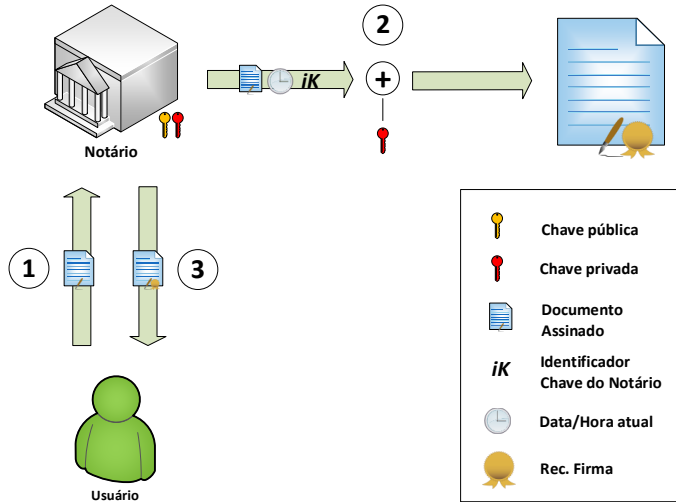 2
iK
+
Notário
1
3
Usuário
Chave pública
Chave privada
Documento
Assinado
iK
Identificador
Chave do Notário
Data/Hora atual
Rec. Firma